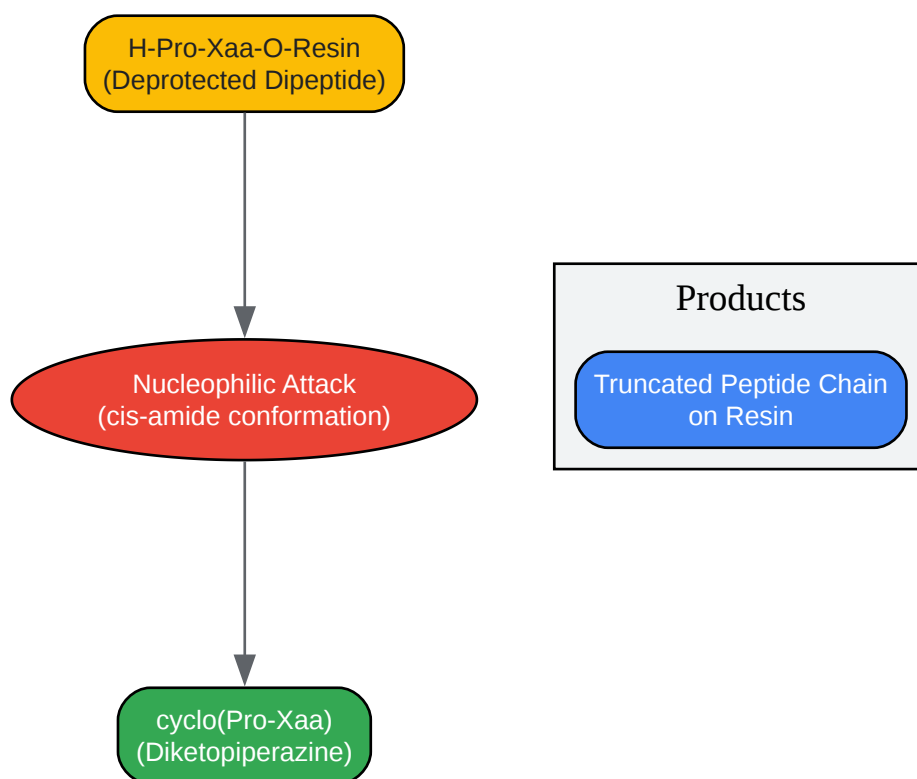 H-Pro-Xaa-O-Resin
(Deprotected Dipeptide)
Nucleophilic Attack
(cis-amide conformation)
Products
Truncated Peptide Chain
on Resin
cyclo(Pro-Xaa)
(Diketopiperazine)